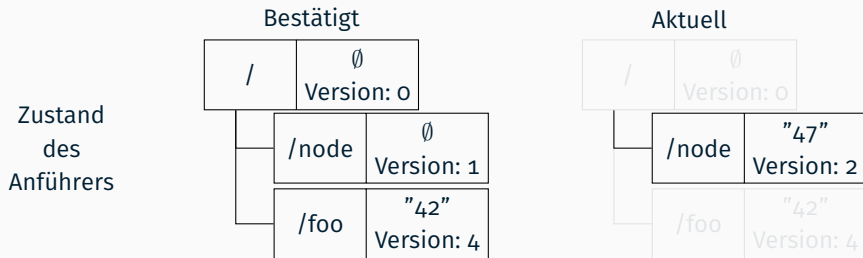 Bestätigt
Aktuell
Zustand
des
Anführers
/
∅
Version: 0
/node
∅
Version: 1
/foo
"42"
Version: 4
/
∅
Version: 0
/node
"47"
Version: 2
/foo
"42"
Version: 4